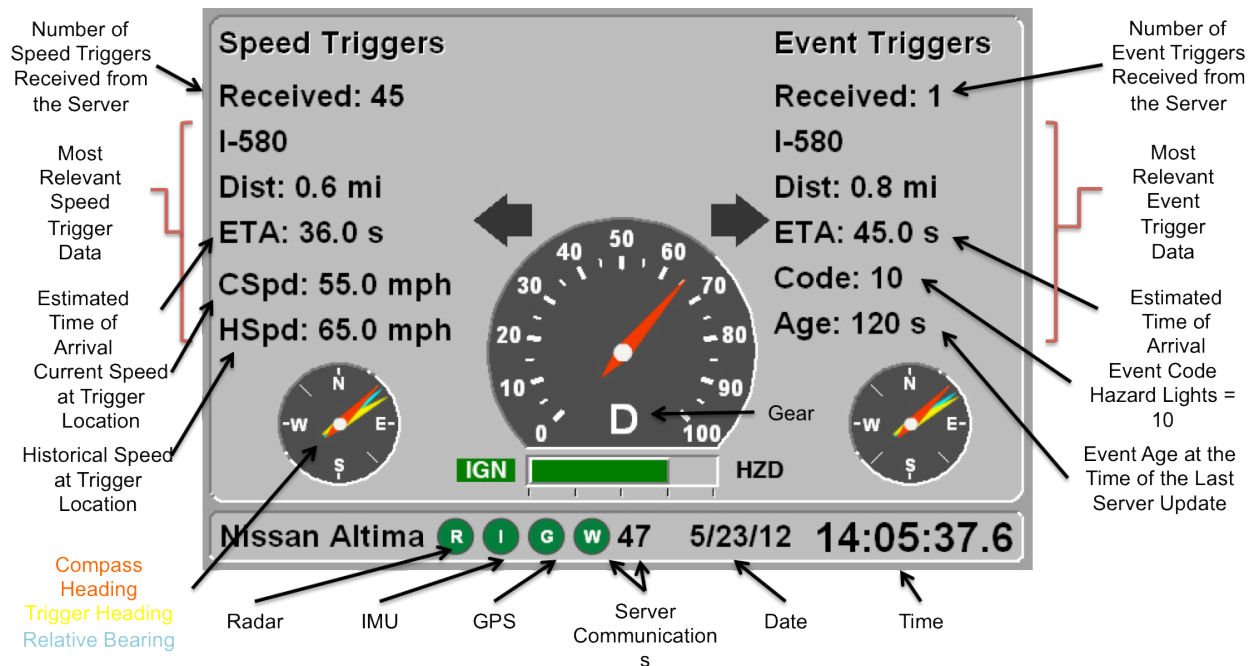 Number of
Speed Triggers
Received from
the Server
Most
Relevant
Speed
Trigger
Data
Estimated
Time of
Arrival
Current Speed
at Trigger
Location
Historical Speed
at Trigger
Location
Compass
Heading
Trigger Heading
Relative Bearing
Speed Triggers
Received: 45
I-580
Dist: 0.6 mi
ETA: 36.0 s
CSpd: 55.0 mph
HSpd: 65.0 mph
N
W
E
S
0
10
20
30
40
50
60
70
80
90
100
D
Gear
IGN
HZD
Event Triggers
Received: 1
I-580
Dist: 0.8 mi
ETA: 45.0 s
Code: 10
Age: 120 s
N
W
E
S
Nissan Altima R I G W 47 5/23/12 14:05:37.6
Radar
IMU
GPS
Server
Communication
s
Date
Time
Number of
Event Triggers
Received from
the Server
Most
Relevant
Event
Trigger
Data
Estimated
Time of
Arrival
Event Code
Hazard Lights =
10
Event Age at the
Time of the Last
Server Update